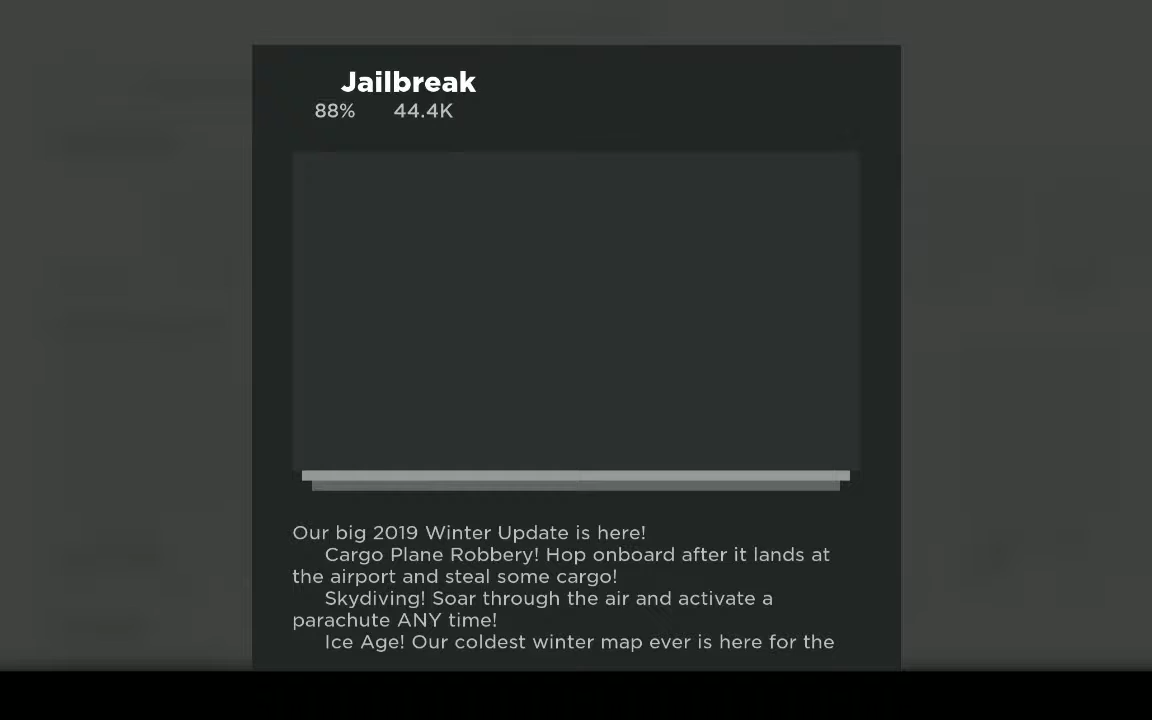 Jailbreak
88% 44.4K
Our big 2019 Winter Update is here!
Cargo Plane Robbery! Hop onboard after it lands at
the airport and steal some cargo!
Skydiving! Soar through the air and activate a
parachute ANY time!
Ice Age! Our coldest winter map ever is here for the